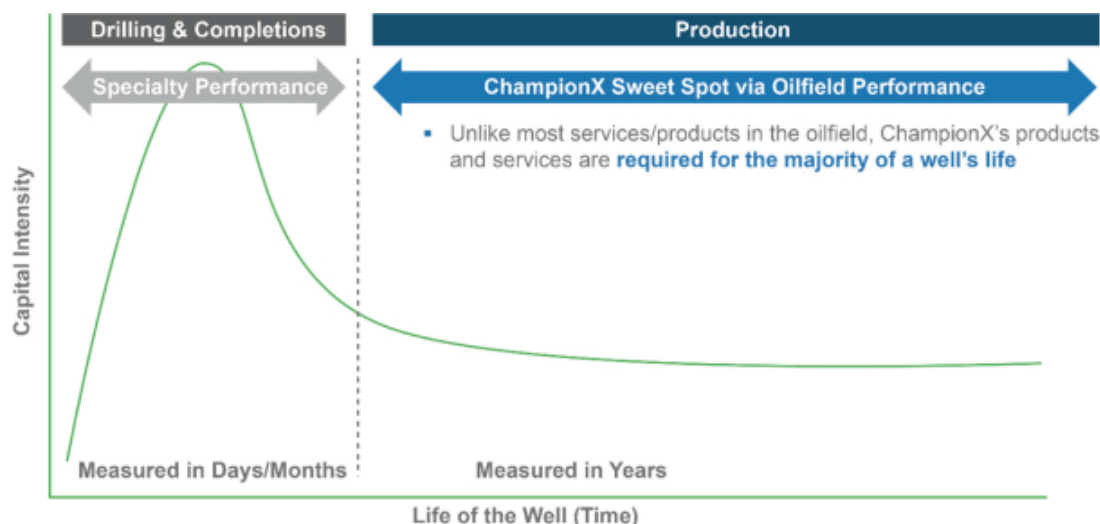 Drilling & Completions
Production
Specialty Performance
ChampionX Sweet Spot via Oilfield Performance
▪ Unlike most services/products in the oilfield, ChampionX's products
and services are required for the majority of a well's life
Capital Intensity
Measured in Days/Months
Measured in Years
Life of the Well (Time)